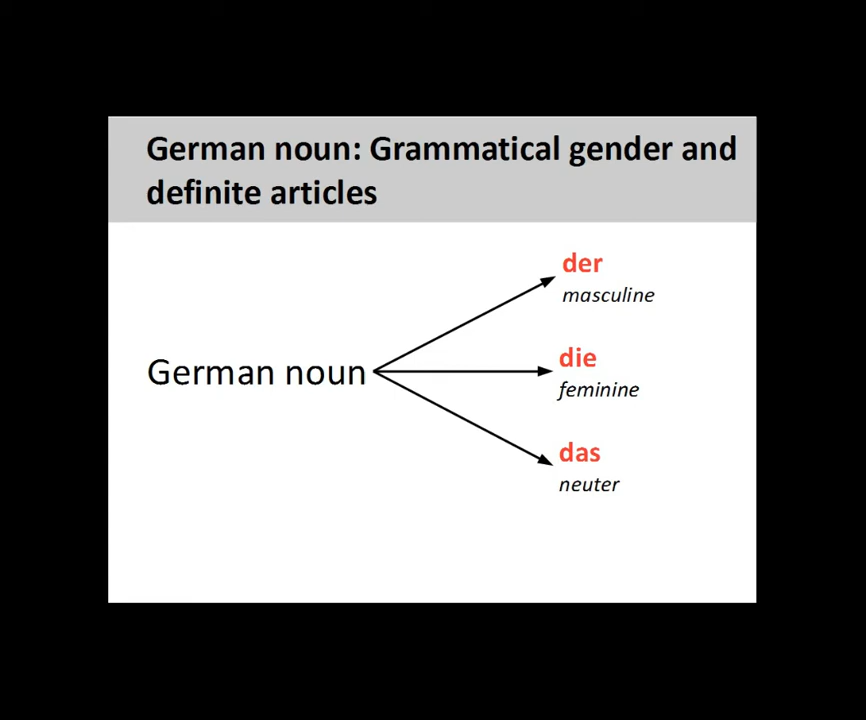 German noun: Grammatical gender and
definite articles
der
masculine
German noun
die
feminine
das
neuter